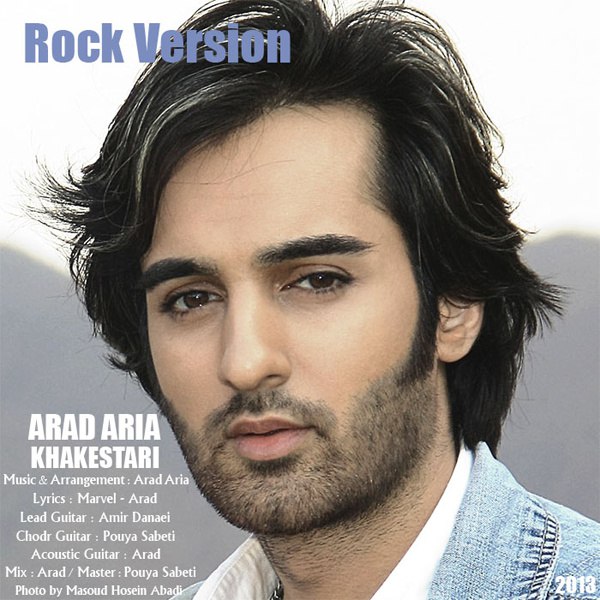 Rock Version
ARAD ARIA
KHAKESTARI
Music & Arrangement : Arad Aria
Lyrics : Marvel - Arad
Lead Guitar : Amir Danaei
Chodr Guitar : Pouya Sabeti
Acoustic Guitar : Arad
Mix : Arad / Master : Pouya Sabeti
Photo by Masoud Hosein Abadi
2013